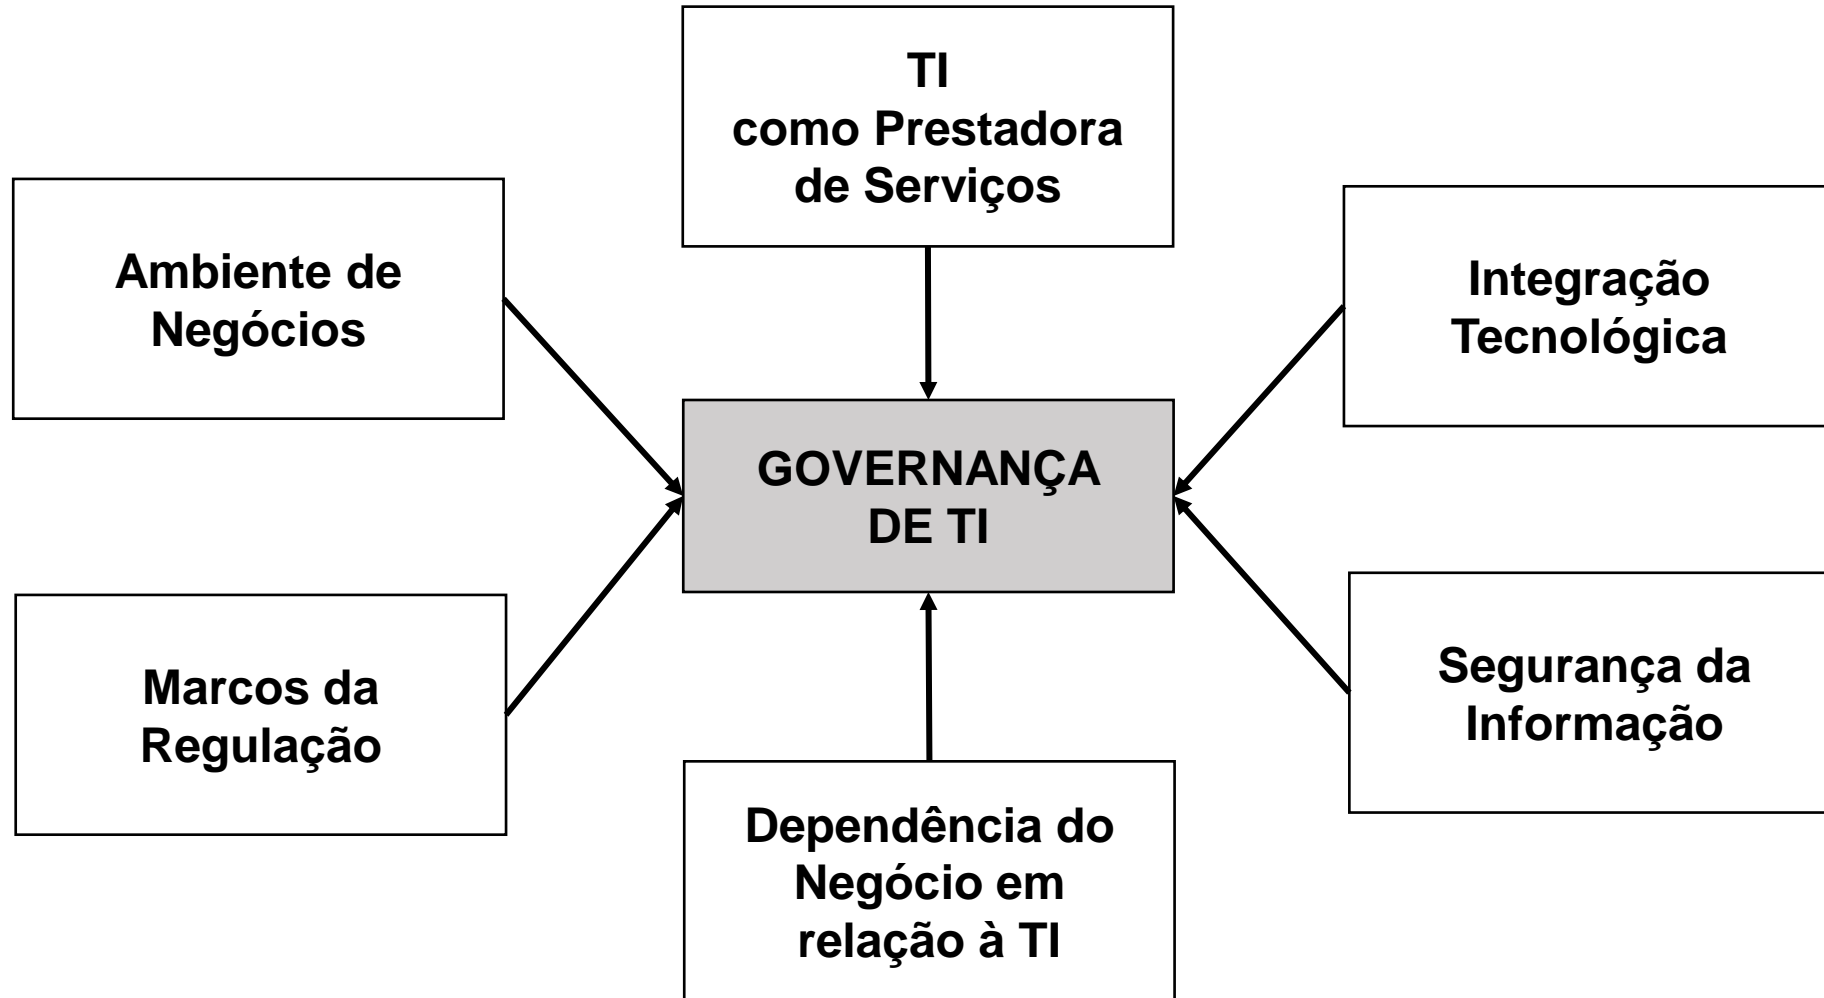 TI
como Prestadora
de Serviços
Ambiente de
Negócios
Integração
Tecnológica
GOVERNANÇA
DE TI
Marcos da
Regulação
Segurança da
Informação
Dependência do
Negócio em
relação à TI